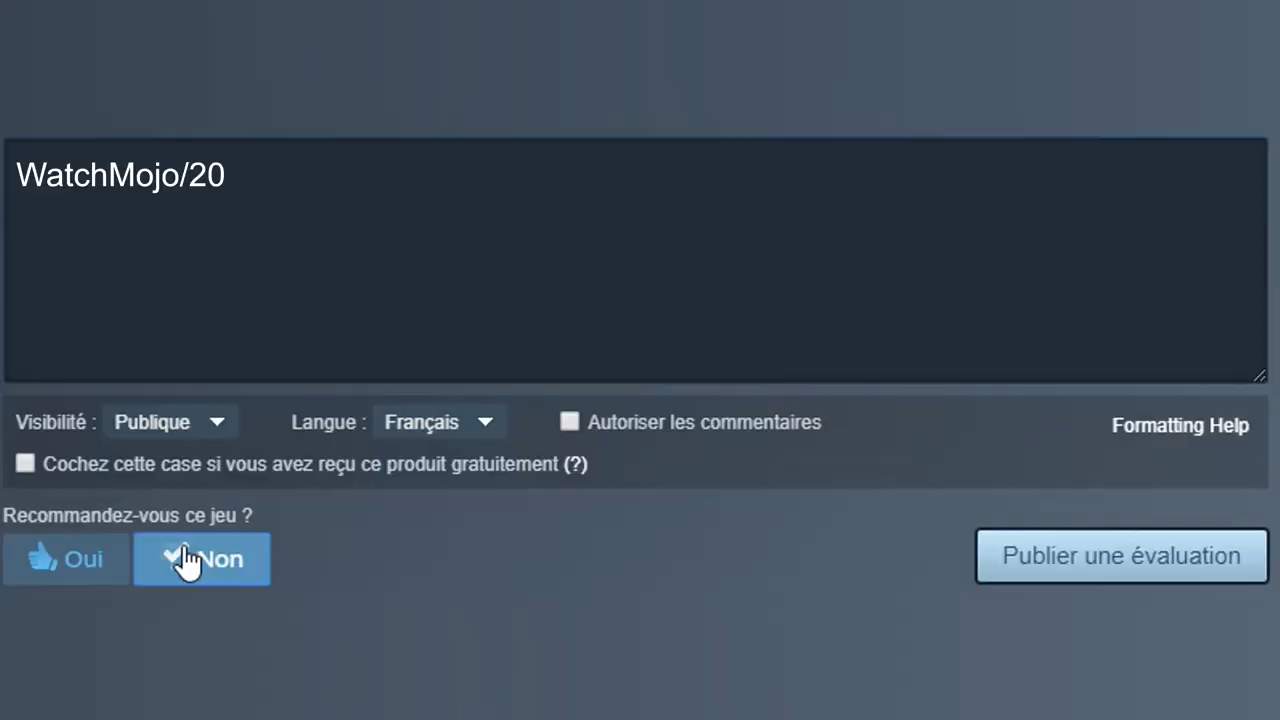 WatchMojo/20
Visibilité : Publique Langue : Français Autoriser les commentaires Formatting Help
Cochez cette case si vous avez reçu ce produit gratuitement (?)
Recommandez-vous ce jeu ?
Oui Non Publier une évaluation